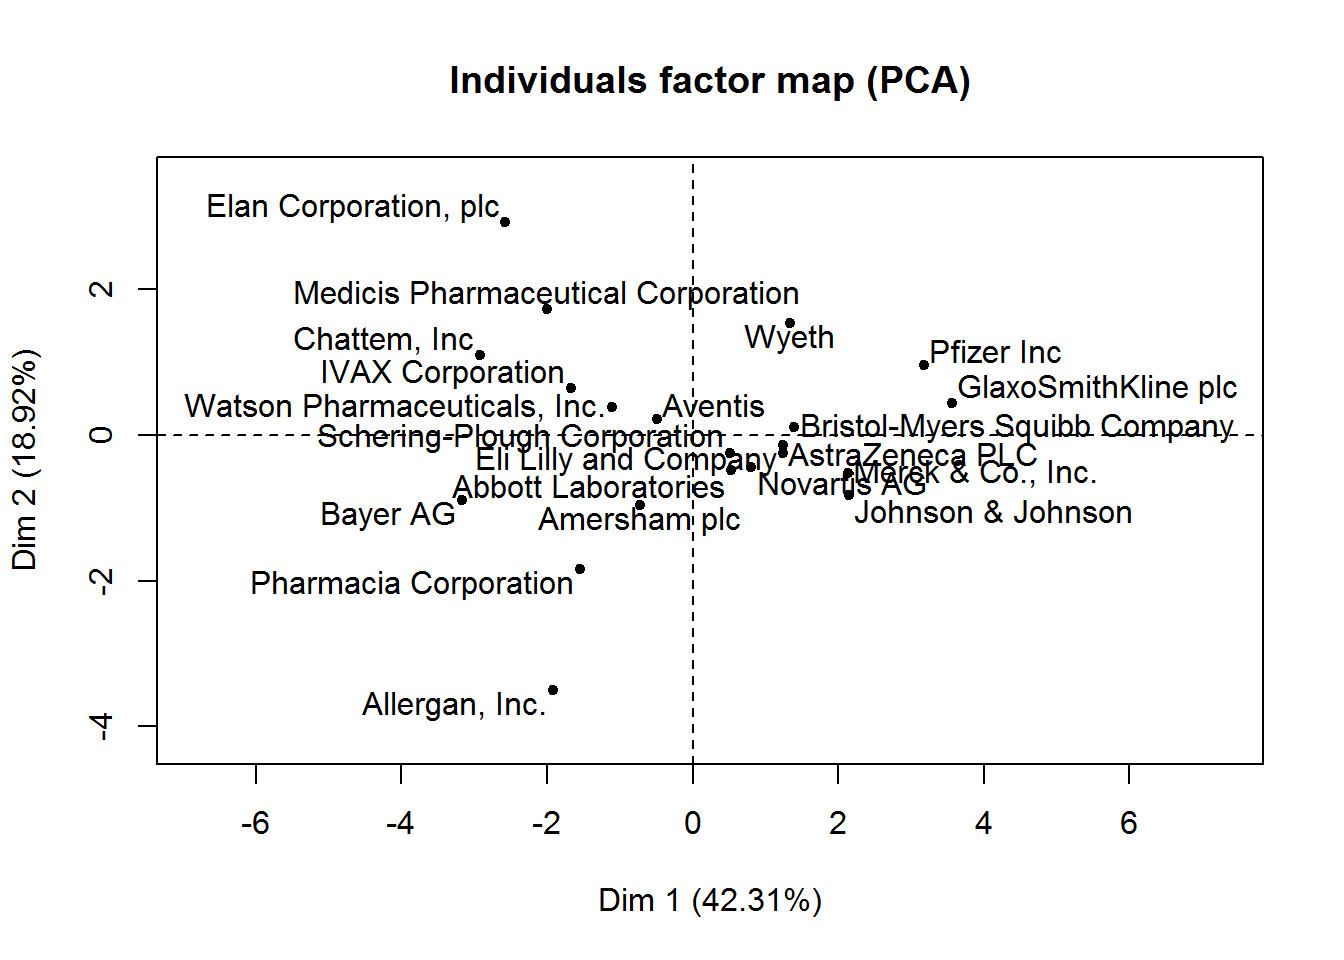 Individuals factor map (PCA)
Elan Corporation, plc
Medicis Pharmaceutical Corporation
Wyeth
Chattem, Inc
Pfizer Inc
IVAX Corporation
GlaxoSmithKline plc
Watson Pharmaceuticals, Inc.
Aventis
Bristol-Myers Squibb Company
Schering-Plough Corporation
AstraZeneca PLC
Eli Lilly and Company
Merck & Co., Inc.
Abbott Laboratories
Novartis AG
Bayer AG
Johnson & Johnson
Amersham plc
Pharmacia Corporation
Allergan, Inc.
2
0
-2
-4
Dim 2 (18.92%)
-6 -4 -2 0 2 4 6
Dim 1 (42.31%)